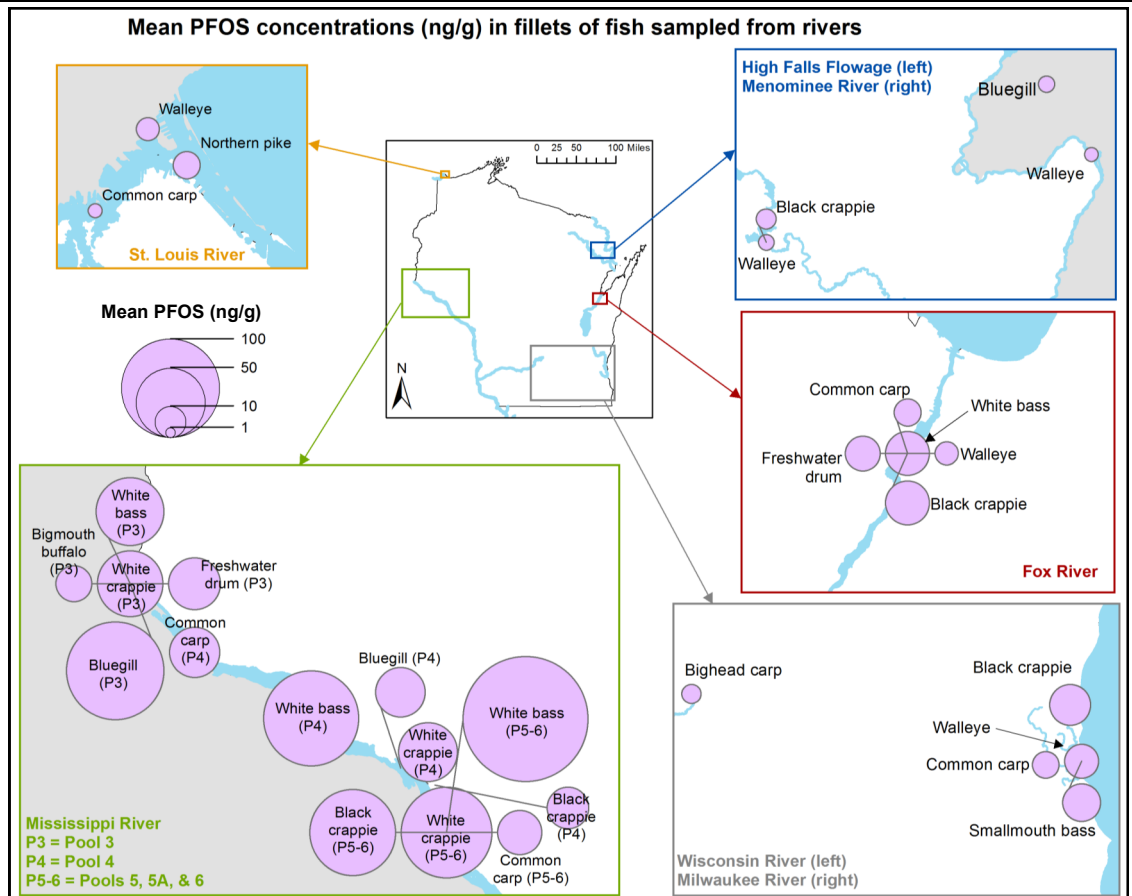 Mean PFOS concentrations (ng/g) in fillets of fish sampled from rivers
Walleye
Northern pike
Common carp
St. Louis River
0 25 50 100 Miles
N
High Falls Flowage (left)
Menominee River (right)
Bluegill
Walleye
Black crappie
Walleye
Mean PFOS (ng/g)
100
50
10
1
Common carp
White bass
Freshwater
drum
Walleye
Black crappie
Fox River
White
bass
(P3)
Bigmouth
buffalo
(P3)
White
crappie
(P3)
Freshwater
drum (P3)
Common
carp
(P4)
Bluegill
(P3)
Bluegill (P4)
White bass
(P4)
White bass
(P5-6)
White
crappie
(P4)
Black
crappie
(P4)
Black
crappie
(P5-6)
White
crappie
(P5-6)
Common
carp (P5-6)
Mississippi River
P3 = Pool 3
P4 = Pool 4
P5-6 = Pools 5, 5A, & 6
Bighead carp
Black crappie
Walleye
Common carp
Smallmouth bass
Wisconsin River (left)
Milwaukee River (right)